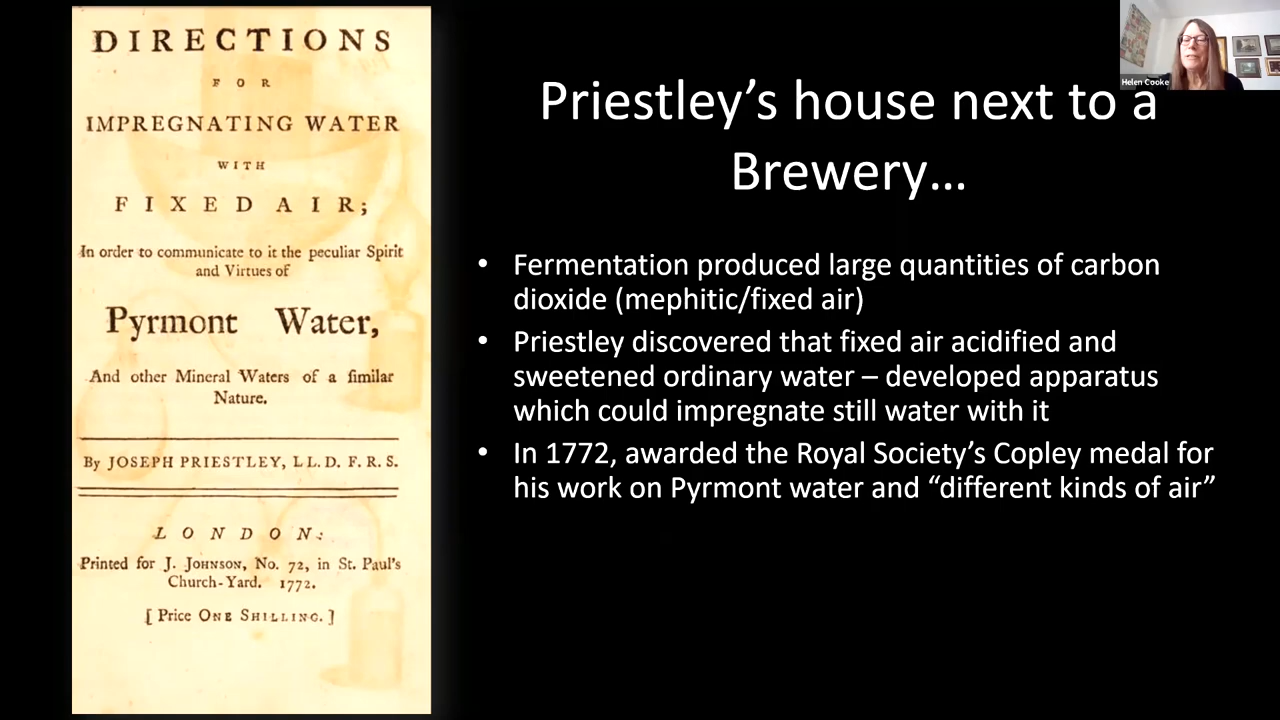 DIRECTIONS
FOR
IMPREGNATING WATER
WITH
FIXED AIR;
In order to communicate to it the peculiar Spirit
and Virtues of
Pyrmont Water,
And other Mineral Waters of a ſimilar
Nature.
By JOSEPH PRIESTLEY, LL.D. F.R.S.
LONDON:
Printed for J. JOHNSON, No. 72, in St. Paul's
Church-Yard. 1772.
[ Price ONE SHILLING. ]
Helen Cooke
Priestley’s house next to a
Brewery…
• Fermentation produced large quantities of carbon
dioxide (mephitic/fixed air)
• Priestley discovered that fixed air acidified and
sweetened ordinary water – developed apparatus
which could impregnate still water with it
• In 1772, awarded the Royal Society’s Copley medal for
his work on Pyrmont water and “different kinds of air”